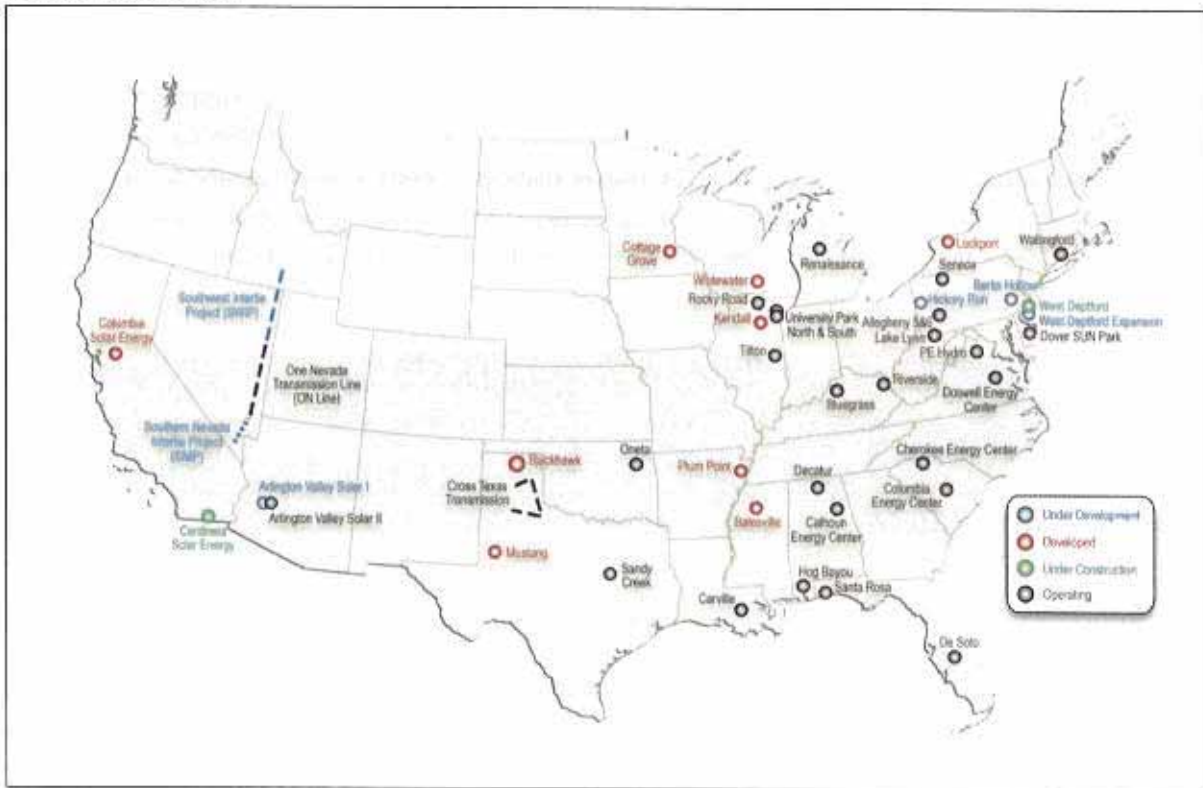 Cottage
Grove
Renaissance
Lockport
Wallingford
Seneca
Whitewater
Rocky Road
Kendall
University Park
North & South
Tilton
Hickory Run
Berks Hollow
West Deptford
West Deptford Expansion
Dover SUN Park
Allegheny
Lake Lynn
PE Hydro
Riverside
Bluegrass
Doswell Energy
Center
Southwest Intertie
Project (SWIP)
Columbia
Solar Energy
One Nevada
Transmission Line
(ON Line)
Southern Nevada
Intertie Project
(SNIP)
Arlington Valley Solar I
Arlington Valley Solar II
Centinela
Solar Energy
Blackhawk
Oneta
Cross Texas
Transmission
Mustang
Sandy
Creek
Plum Point
Batesville
Decatur
Calhoun
Energy Center
Cherokee Energy Center
Columbia
Energy Center
Hog Bayou
Santa Rosa
Carville
De Soto
Under Development
Developed
Under Construction
Operating